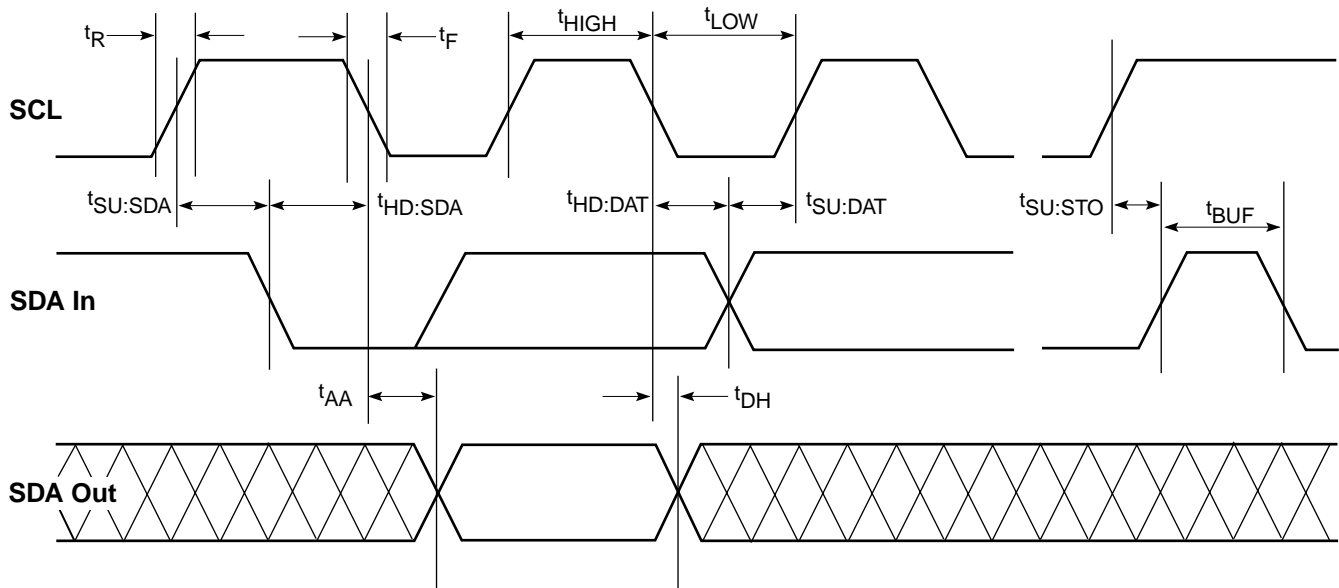 tR tF tHIGH tLOW
SCL
tSU:SDA tHD:SDA tHD:DAT tSU:DAT tSU:STO tBUF
SDA In
tAA tDH
SDA Out